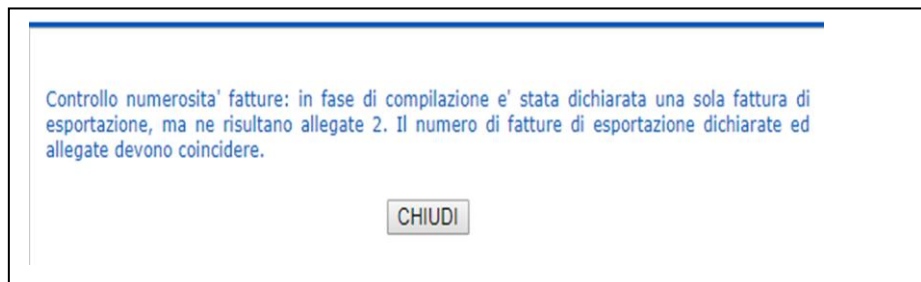 Controllo numerosita' fatture: in fase di compilazione e' stata dichiarata una sola fattura di
esportazione, ma ne risultano allegate 2. Il numero di fatture di esportazione dichiarate ed
allegate devono coincidere.
CHIUDI